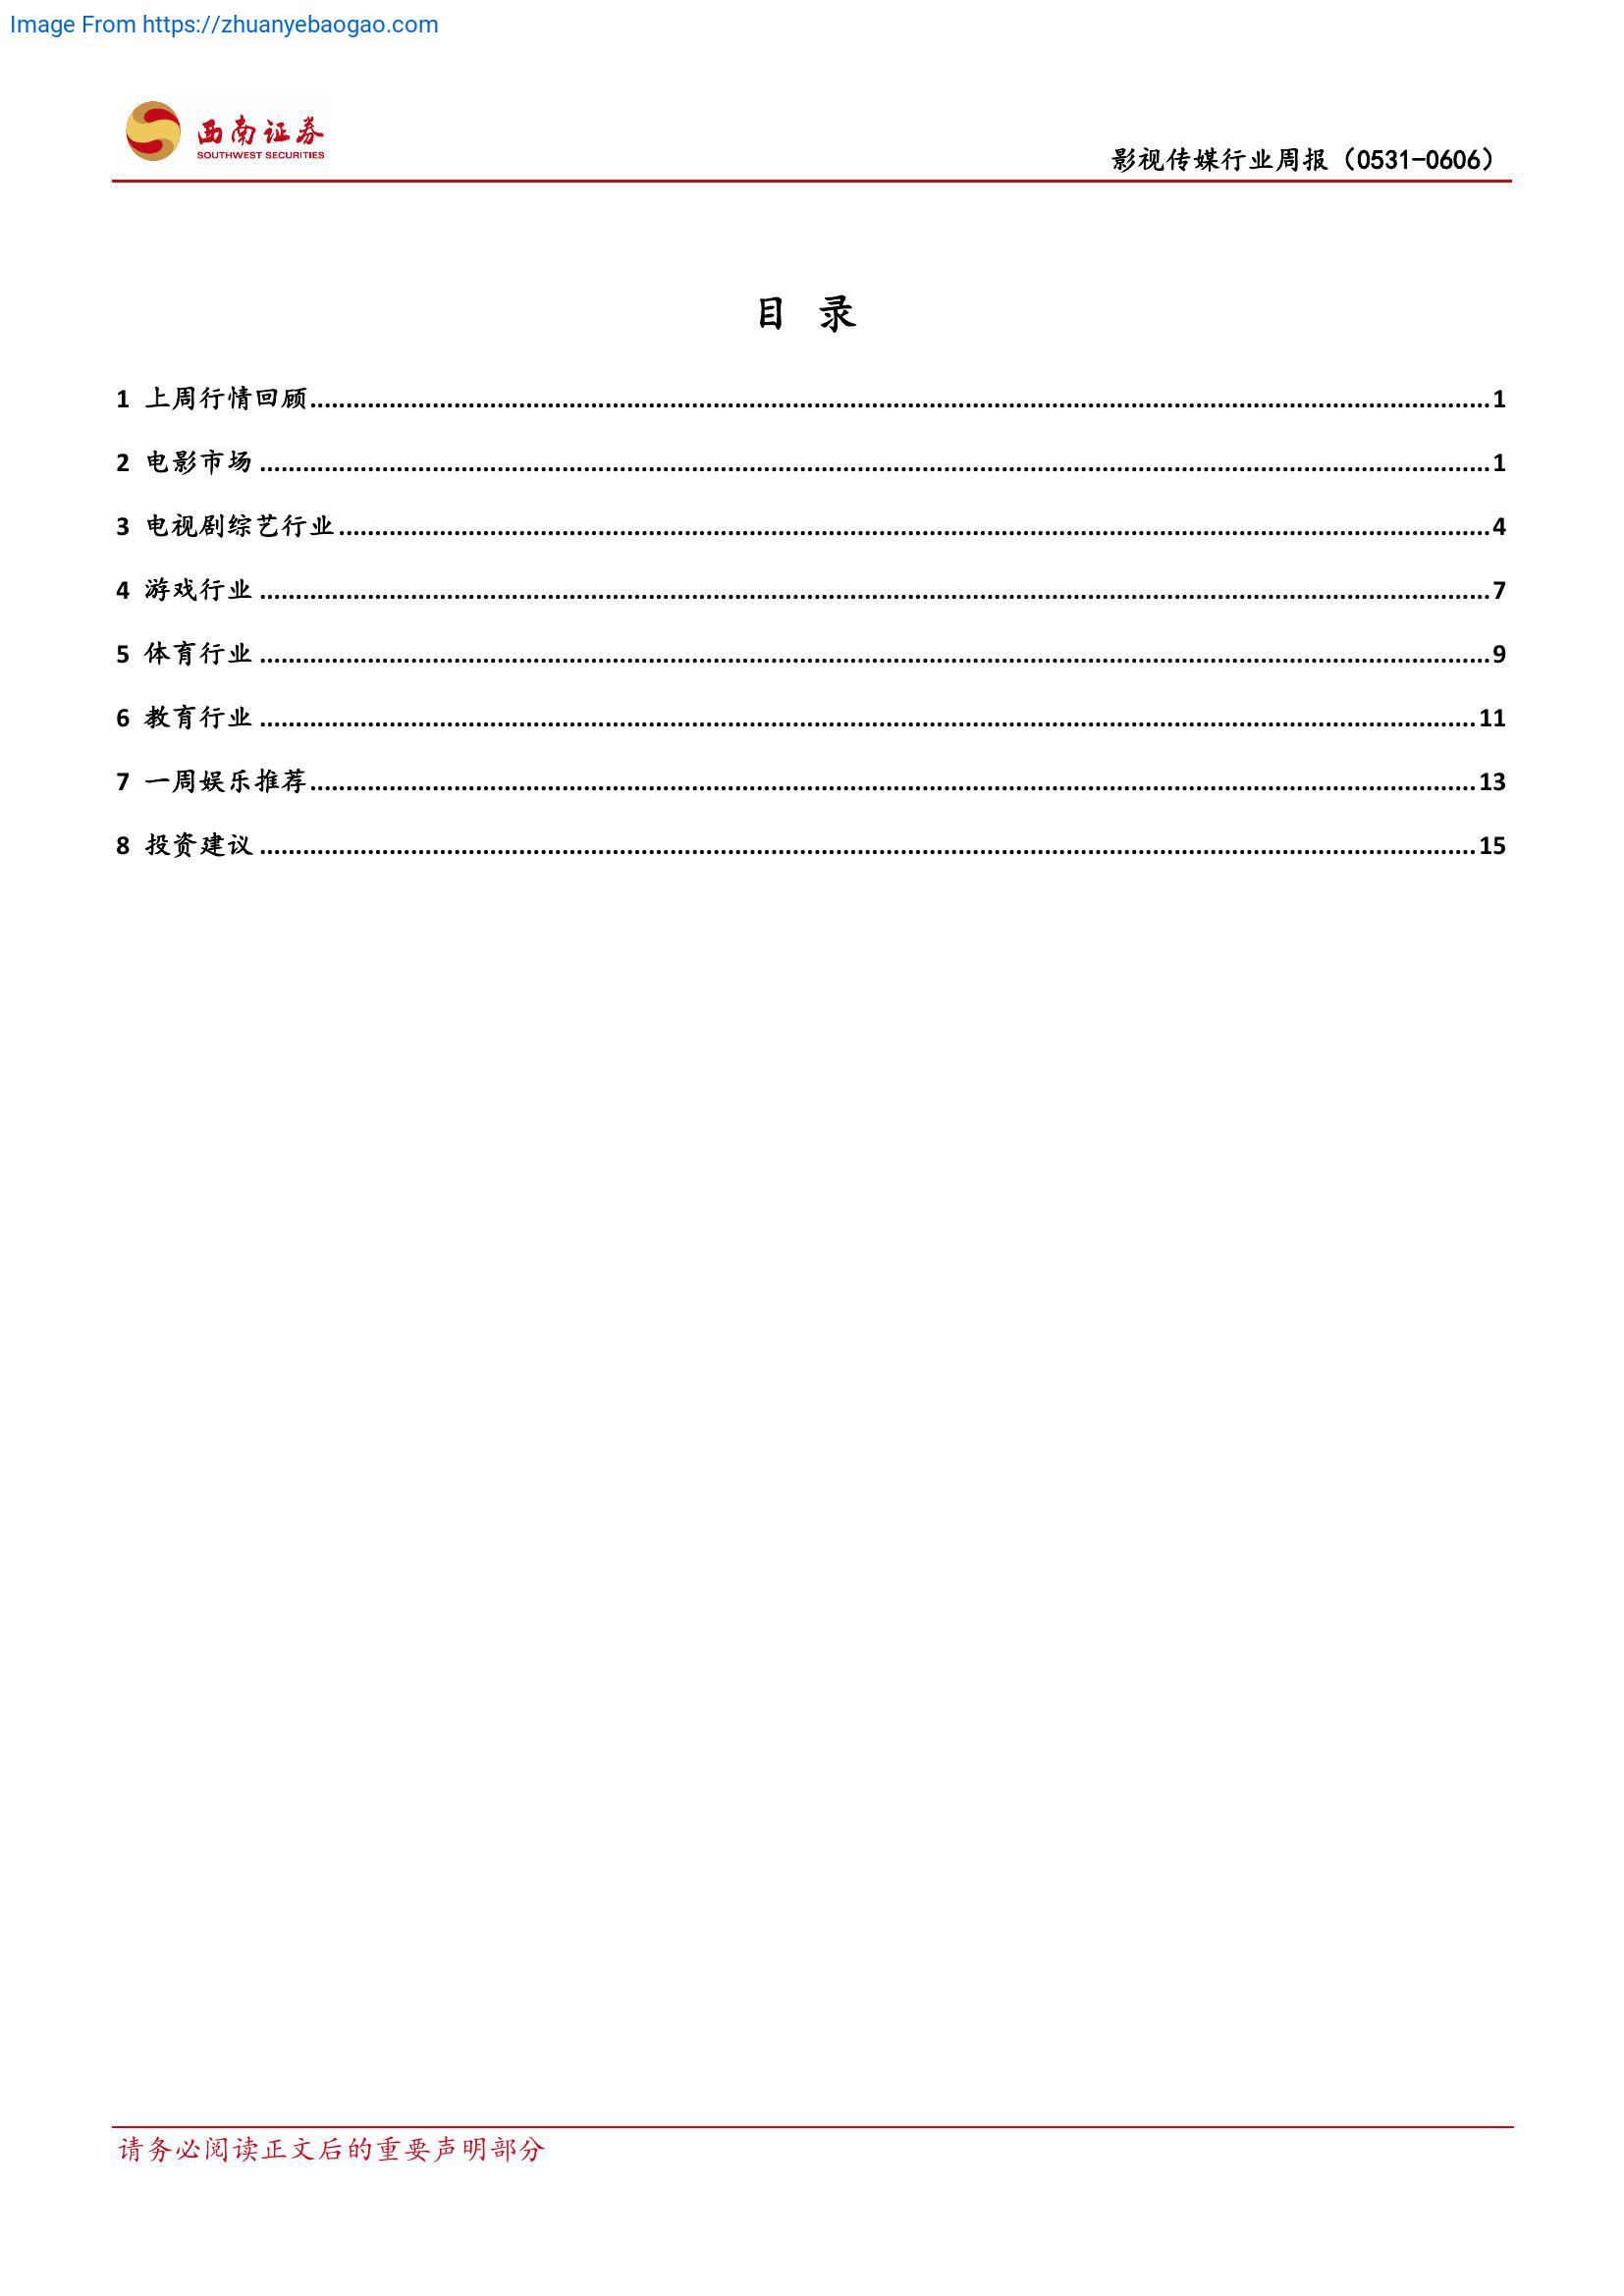 Image From https://zhuanyebaogao.com
西南证券
SOUTHWEST SECURITIES
影视传媒行业周报（0531-0606）
目 录
1 上周行情回顾........................................................................1
2 电影市场........................................................................1
3 电视剧综艺行业........................................................................4
4 游戏行业........................................................................7
5 体育行业........................................................................9
6 教育行业........................................................................11
7 一周娱乐推荐........................................................................13
8 投资建议........................................................................15
请务必阅读正文后的重要声明部分